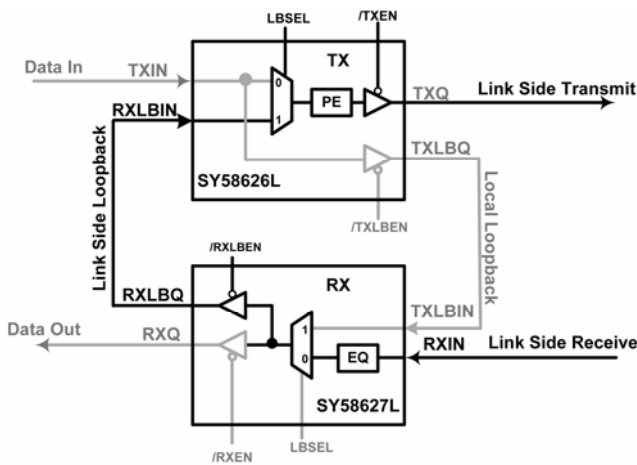 LBSEL
/TXEN
TX
Data In
TXIN
0
PE
TXQ
Link Side Transmit
RXLBIN
1
TXLBQ
SY58626L
/TXLBEN
Link Side Loopback
Local Loopback
/RXLBEN
RX
RXLBQ
TXLBIN
1
Data Out
RXQ
0
EQ
RXIN
Link Side Receive
SY58627L
/RXEN
LBSEL